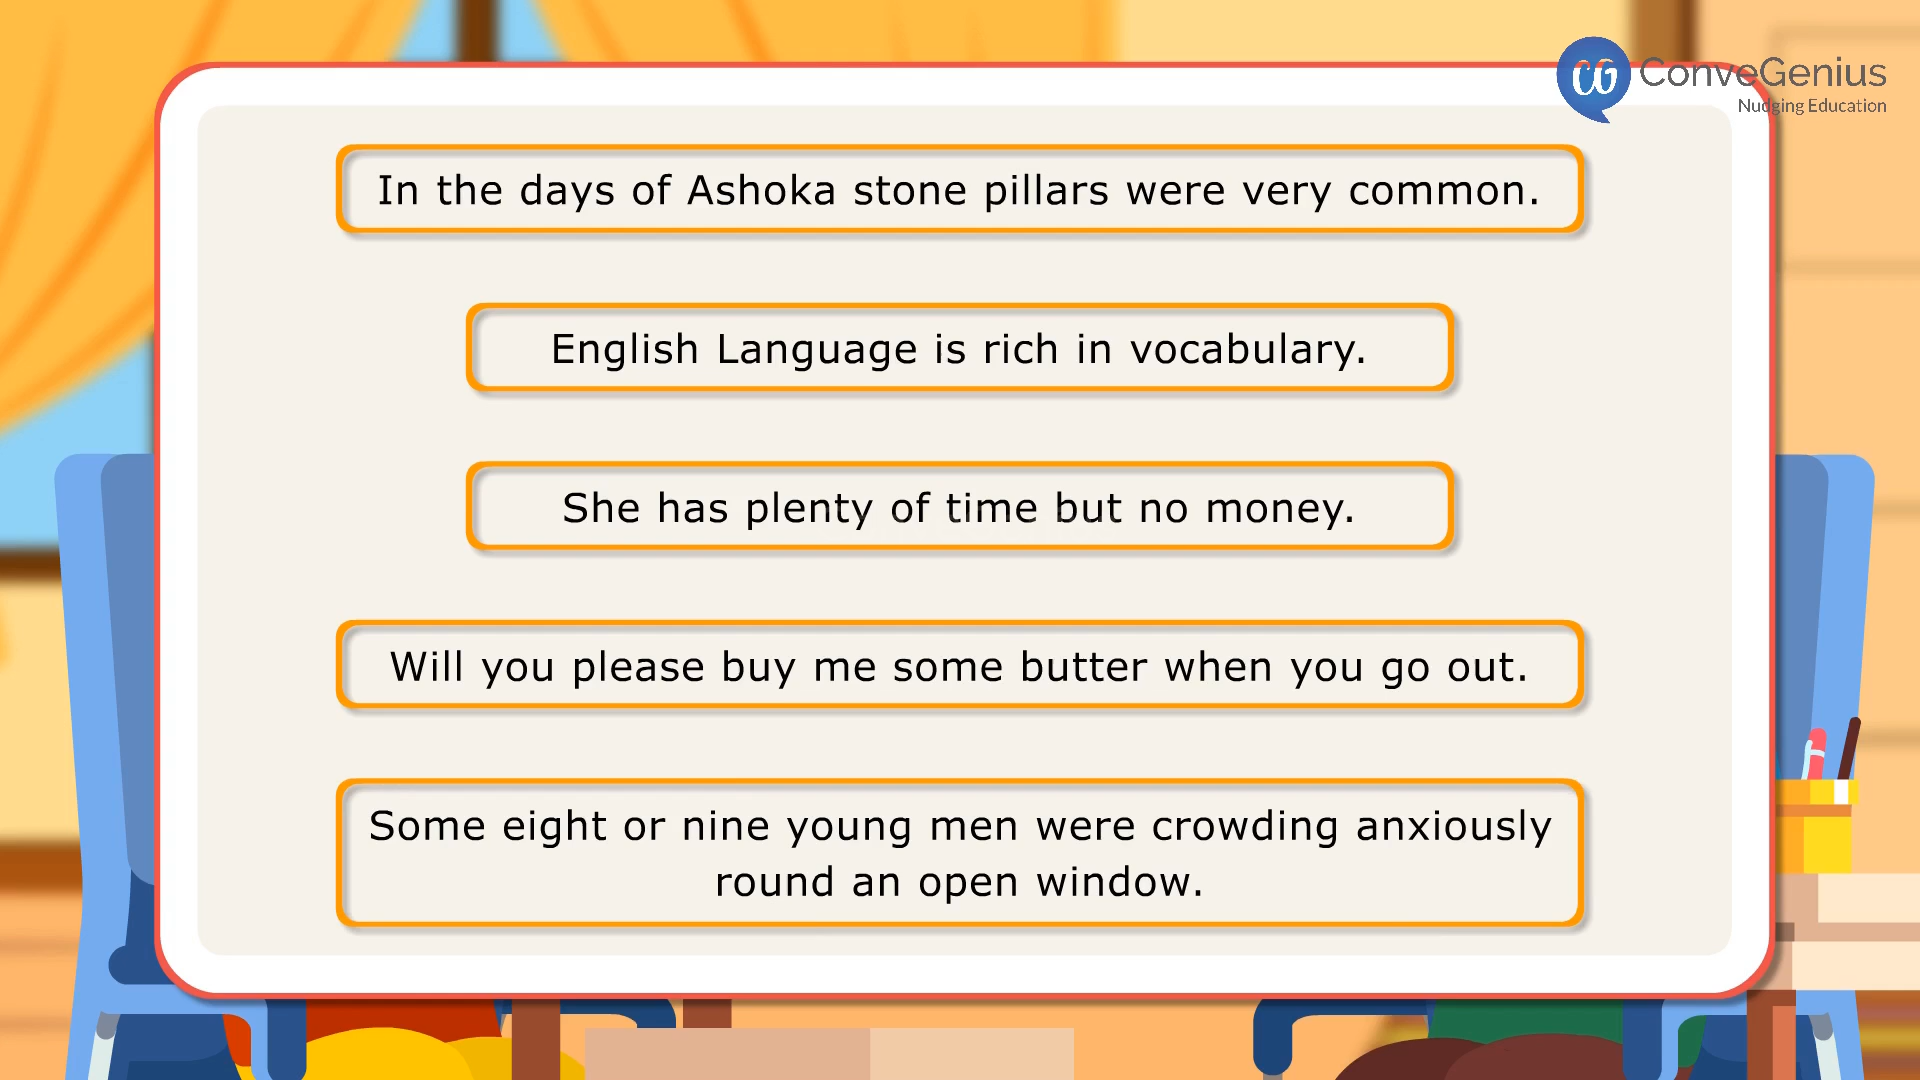 CG ConveGenius
Nudging Education
In the days of Ashoka stone pillars were very common.
English Language is rich in vocabulary.
She has plenty of time but no money.
Will you please buy me some butter when you go out.
Some eight or nine young men were crowding anxiously
round an open window.